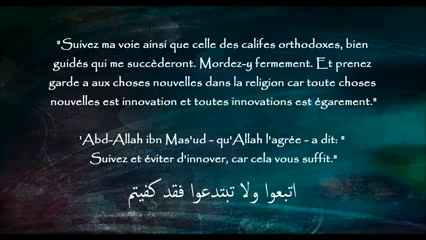 "Suivez ma voie ainsi que celle des califes orthodoxes, bien
guidés qui me succèderont. Mordez-y fermement. Et prenez
garde a aux choses nouvelles dans la religion car toute choses
nouvelles est innovation et toutes innovations est égarement."
'Abd-Allah ibn Mas'ud - qu'Allah l'agrée - a dit: "
Suivez et éviter d'innover, car cela vous suffit."
اتبعوا ولا تبتدعوا فقد كفيتم